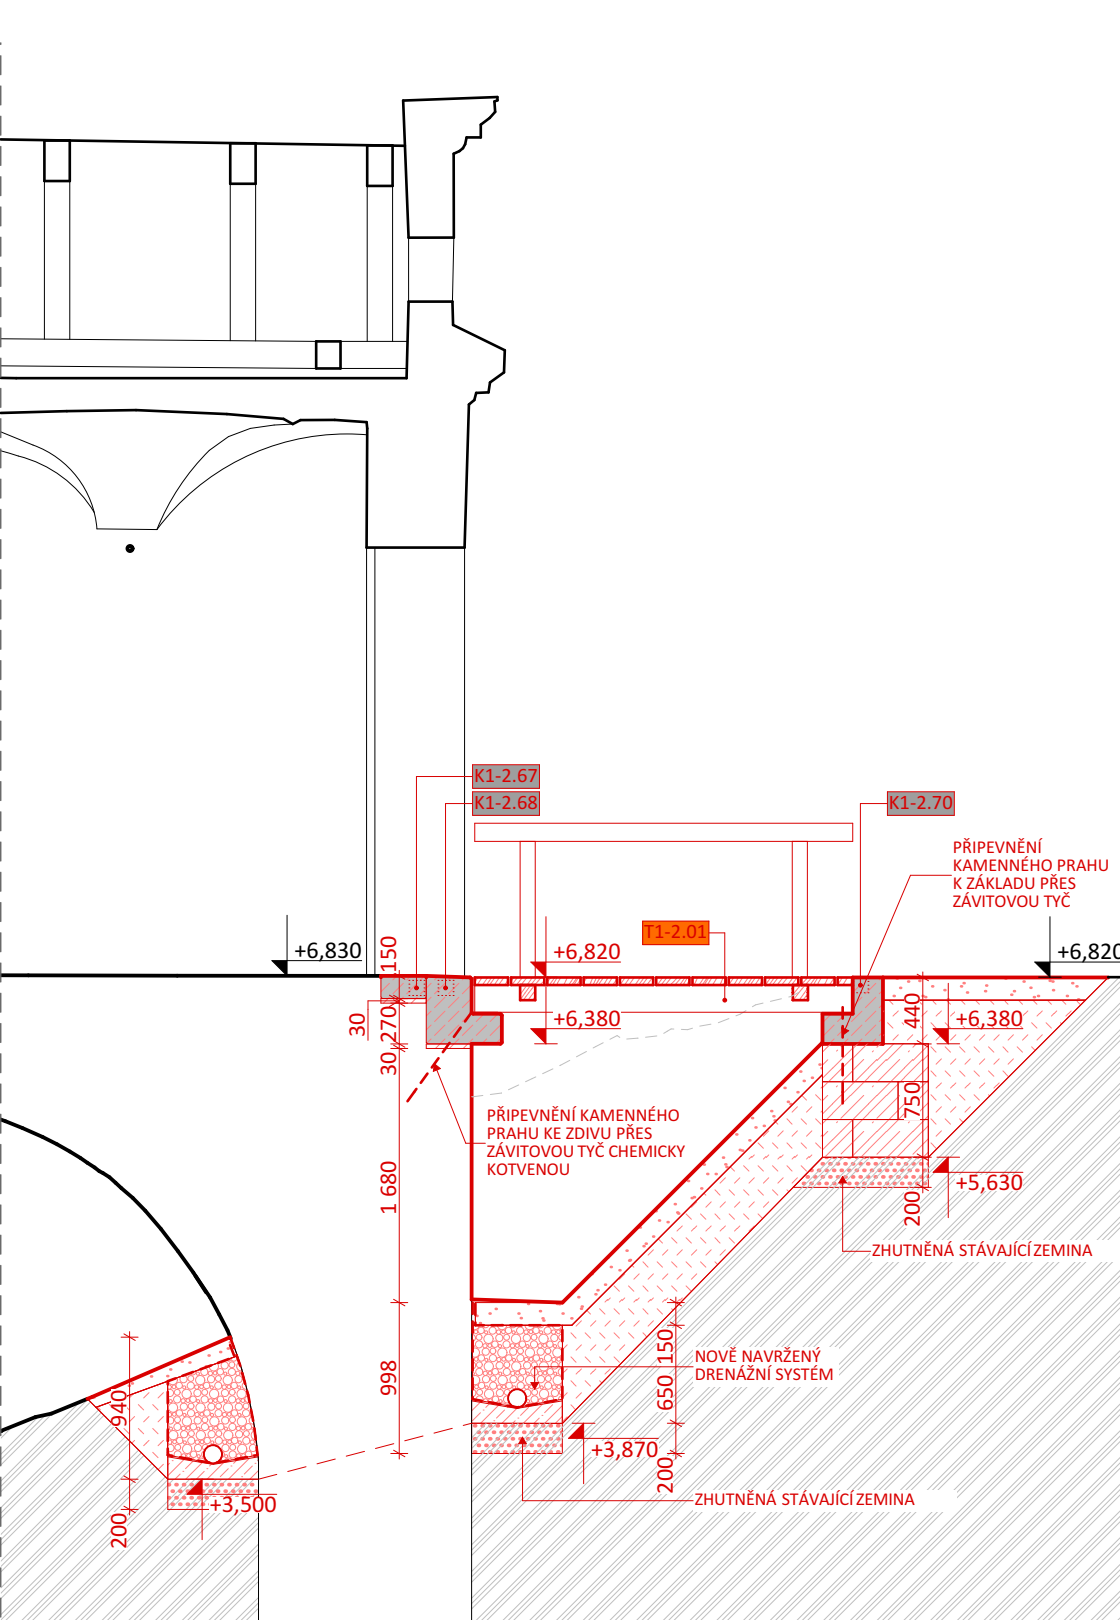 K1-2.67
K1-2.68
K1-2.70
PŘIPEVNĚNÍ
KAMENNÉHO PRAHU
K ZÁKLADU PŘES
ZÁVITOVOU TYČ
T1-2.01
+6,830
150
+6,820
+6,820
30
270
+6,380
440
+6,380
30
750
PŘIPEVNĚNÍ KAMENNÉHO
PRAHU KE ZDIVU PŘES
ZÁVITOVOU TYČ CHEMICKY
KOTVENOU
1 680
+5,630
200
ZHUTNĚNÁ STÁVAJÍCÍ ZEMINA
150
998
NOVĚ NAVRŽENÝ
DRENÁŽNÍ SYSTÉM
650
940
+3,870
200
ZHUTNĚNÁ STÁVAJÍCÍ ZEMINA
+3,500
200